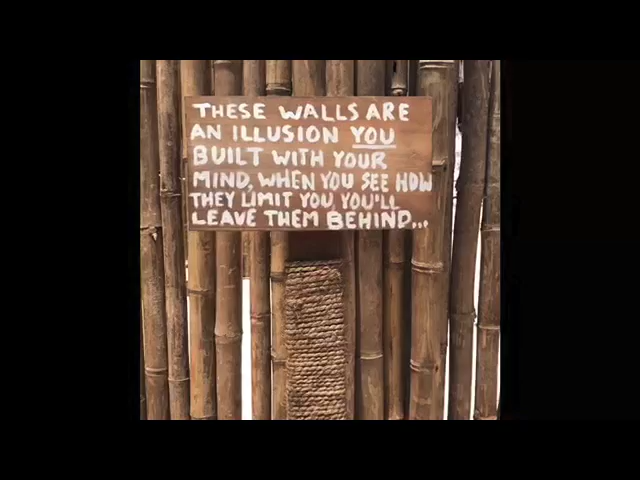 THESE WALLS ARE
AN ILLUSION YOU
BUILT WITH YOUR
MIND, WHEN YOU SEE HOW
THEY LIMIT YOU, YOU'LL
LEAVE THEM BEHIND...